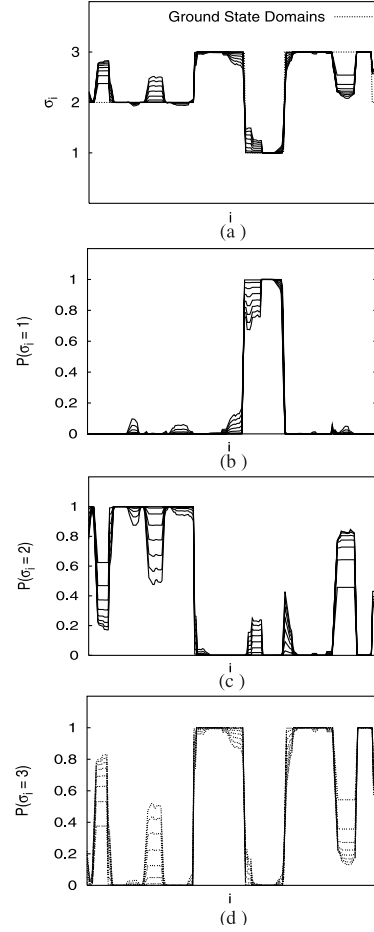 Ground State Domains
3
2
1
σi
i
( a )
1
0.8
0.6
0.4
0.2
0
P(σi = 1)
i
( b )
1
0.8
0.6
0.4
0.2
0
P(σi = 2)
i
( c )
1
0.8
0.6
0.4
0.2
0
P(σi = 3)
i
( d )